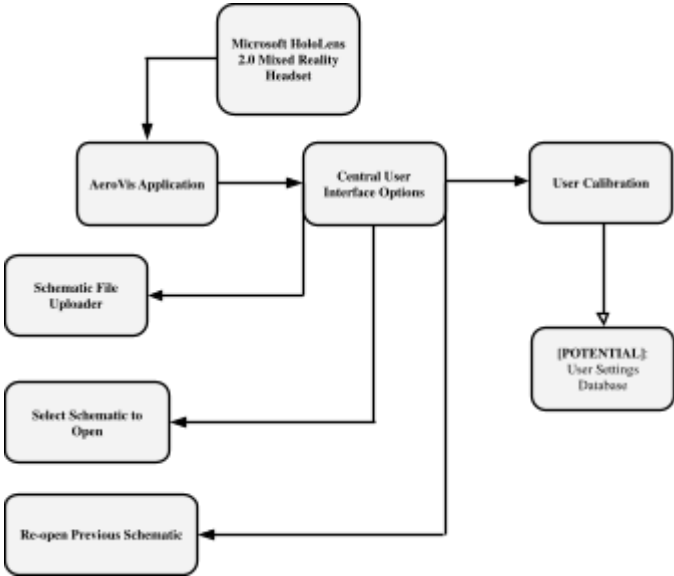 Microsoft HoloLens
2.0 Mixed Reality
Headset
AeroVis Application
Central User
Interface Options
User Calibration
Schematic File
Uploader
[POTENTIAL]:
User Settings
Database
Select Schematic to
Open
Re-open Previous Schematic